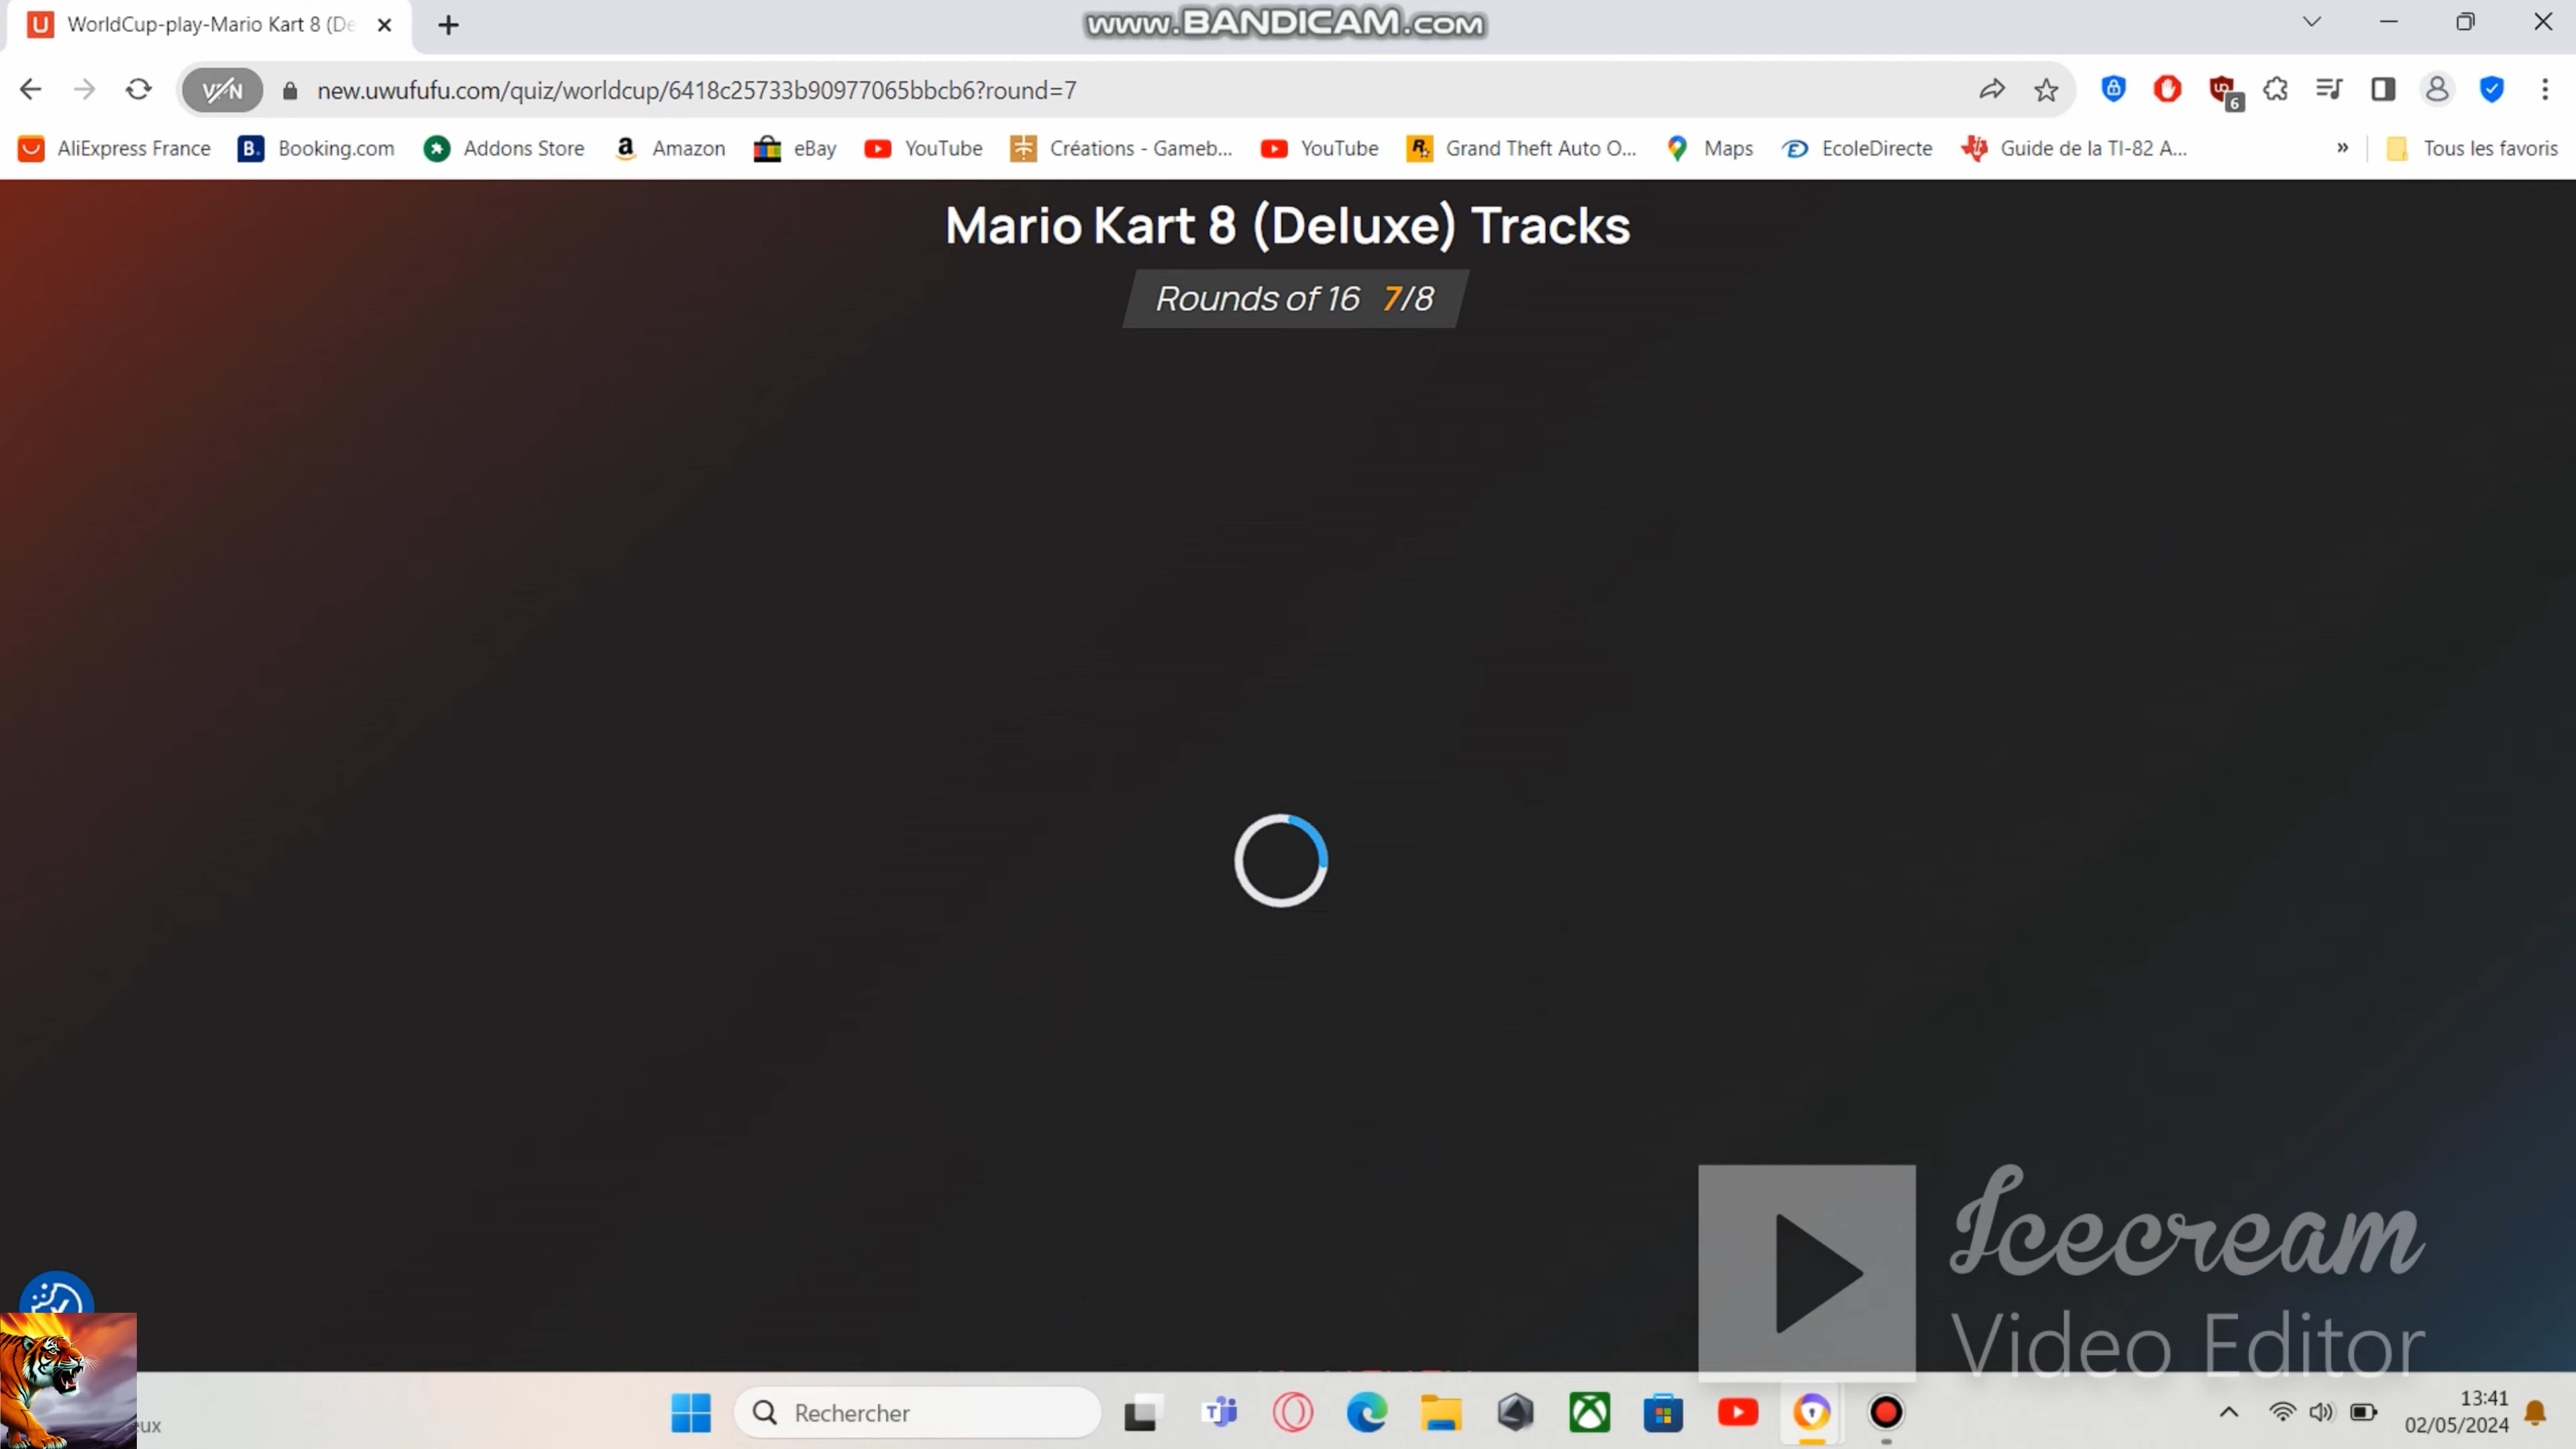 WorldCup-play-Mario Kart 8 (De
www.BANDICAM.com
new.uwufufu.com/quiz/worldcup/6418c25733b90977065bbcb6?round=7
6
AliExpress France
Booking.com
Addons Store
Amazon
eBay
YouTube
Créations - Gameb...
YouTube
Grand Theft Auto O...
Maps
EcoleDirecte
Guide de la TI-82 A...
»
Tous les favoris
Mario Kart 8 (Deluxe) Tracks
Rounds of 16 7/8
Icecream
Video Editor
eux
Rechercher
13:41
02/05/2024